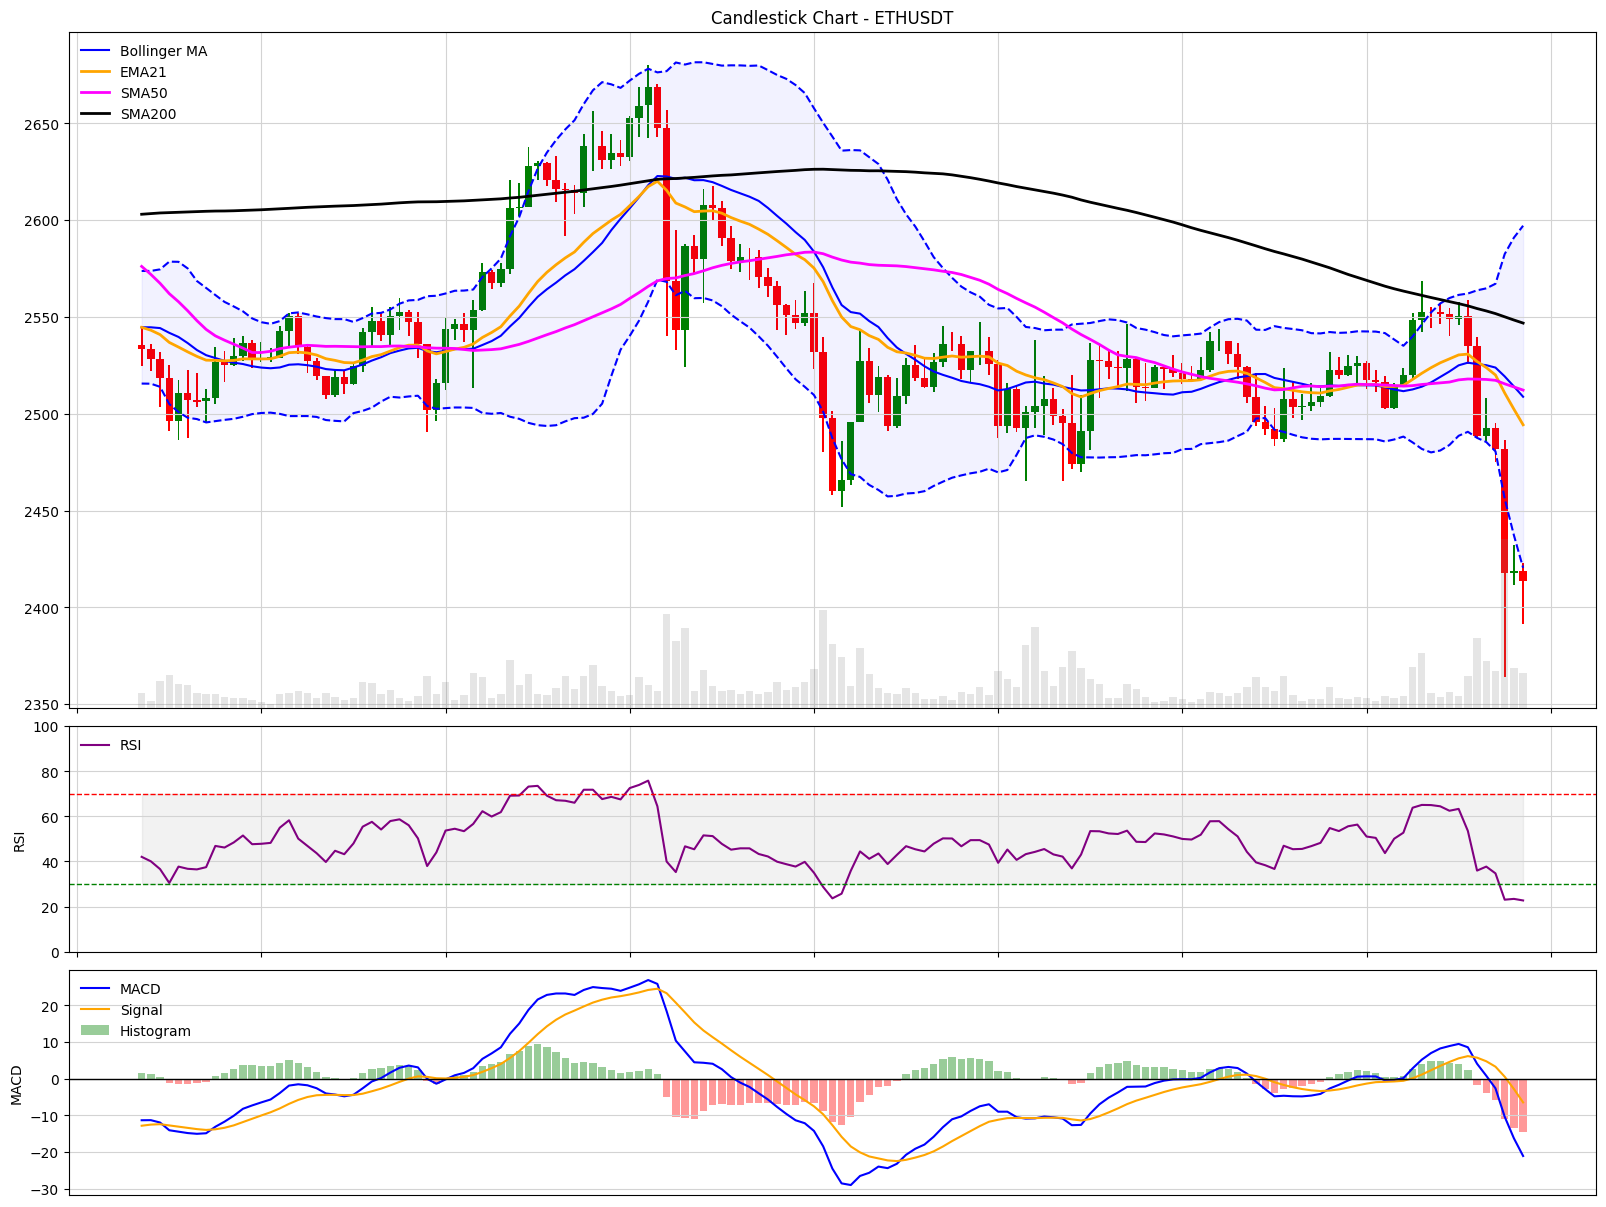 Candlestick Chart - ETHUSDT
Bollinger MA
EMA21
SMA50
SMA200
2650
2600
2550
2500
2450
2400
2350
RSI
100
80
60
40
20
0
RSI
MACD
Signal
Histogram
20
10
0
−10
−20
−30
MACD